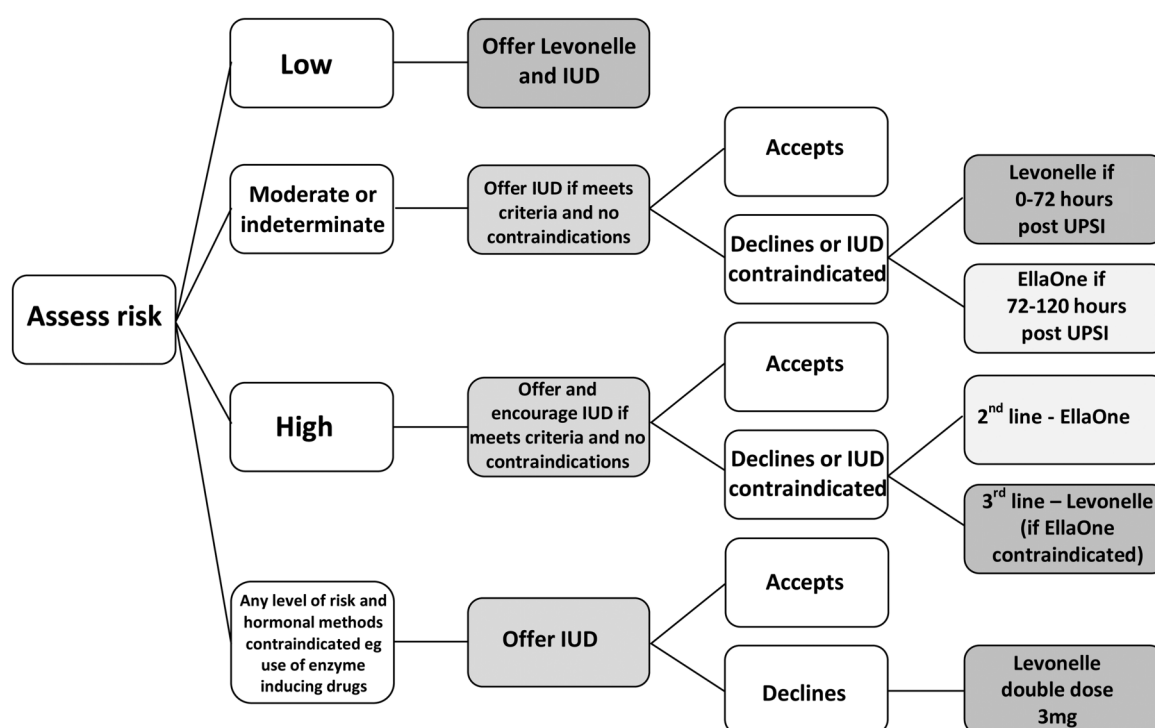 Assess risk
Low
Offer Levonelle
and IUD
Moderate or
indeterminate
Offer IUD if meets
criteria and no
contraindications
Accepts
Declines or IUD
contraindicated
Levonelle if
0-72 hours
post UPSI
EllaOne if
72-120 hours
post UPSI
High
Offer and
encourage IUD if
meets criteria and no
contraindications
Accepts
Declines or IUD
contraindicated
2nd line - EllaOne
3rd line – Levonelle
(if EllaOne
contraindicated)
Any level of risk and
hormonal methods
contraindicated eg
use of enzyme
inducing drugs
Offer IUD
Accepts
Declines
Levonelle
double dose
3mg